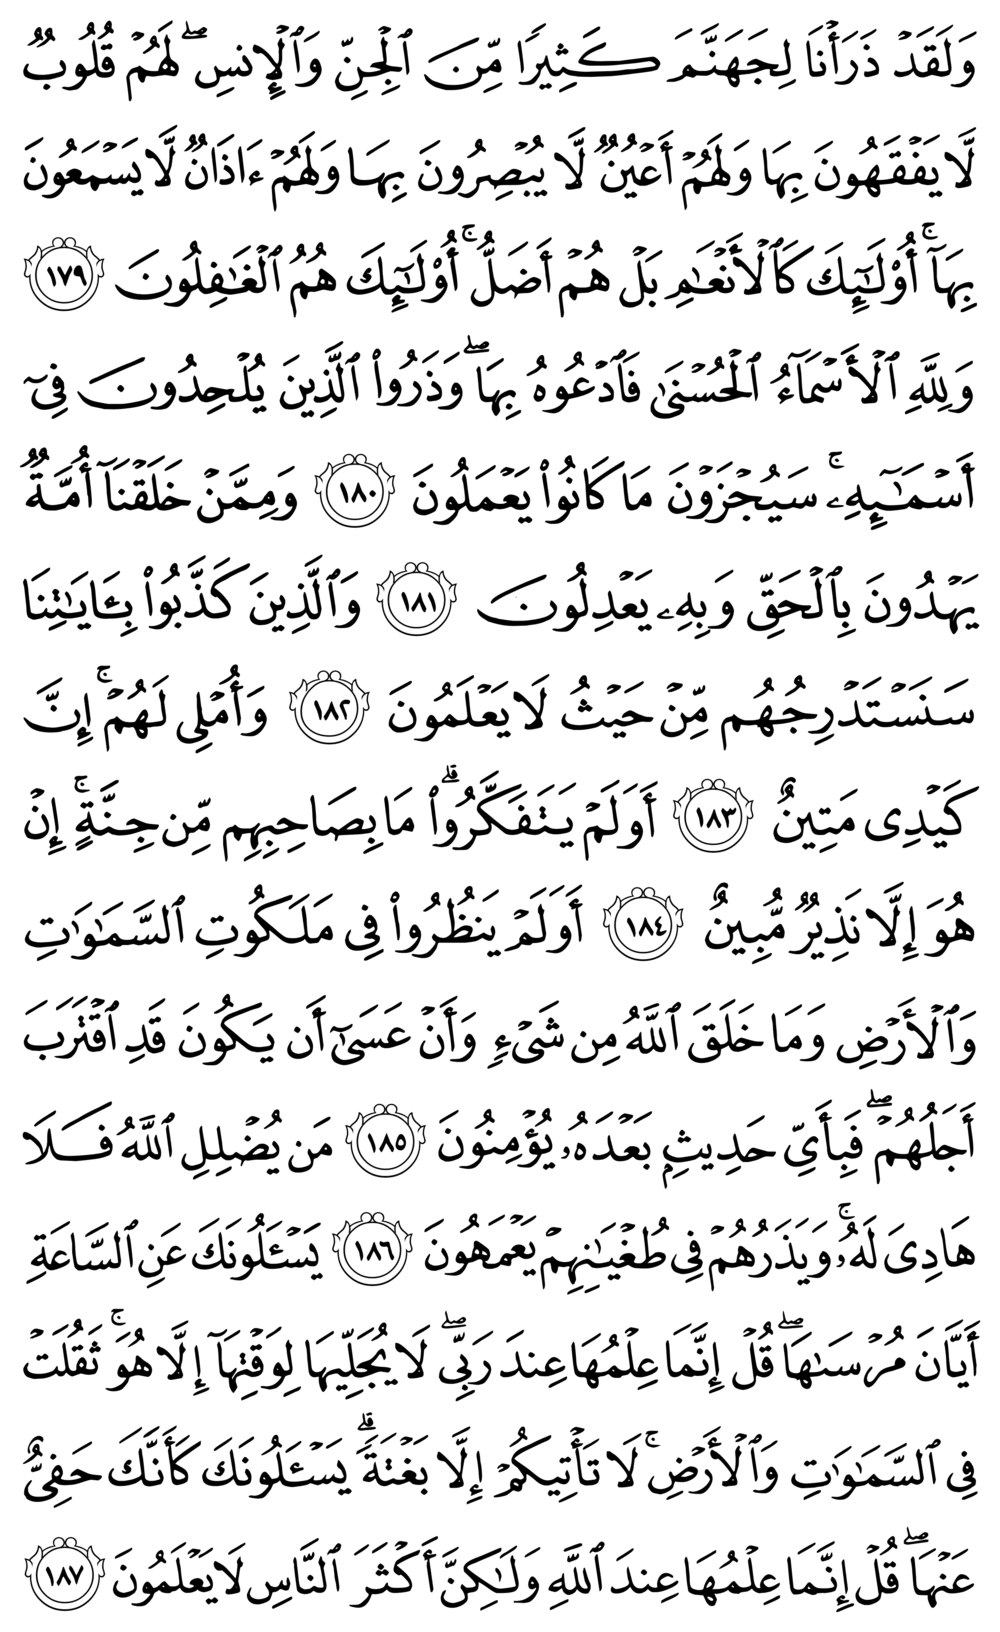 وَلَقَدۡ ذَرَأۡنَا لِجَهَنَّمَ كَثِيرٗا مِّنَ ٱلۡجِنِّ وَٱلۡإِنسِۖ لَهُمۡ قُلُوبٞ
لَّا يَفۡقَهُونَ بِهَا وَلَهُمۡ أَعۡيُنٞ لَّا يُبۡصِرُونَ بِهَا وَلَهُمۡ ءَاذَانٞ لَّا يَسۡمَعُونَ
بِهَآۚ أُوْلَٰٓئِكَ كَٱلۡأَنۡعَٰمِ بَلۡ هُمۡ أَضَلُّۚ أُوْلَٰٓئِكَ هُمُ ٱلۡغَٰفِلُونَ ١٧٩
وَلِلَّهِ ٱلۡأَسۡمَآءُ ٱلۡحُسۡنَىٰ فَٱدۡعُوهُ بِهَاۖ وَذَرُواْ ٱلَّذِينَ يُلۡحِدُونَ فِيٓ
أَسۡمَٰٓئِهِۦۚ سَيُجۡزَوۡنَ مَا كَانُواْ يَعۡمَلُونَ ١٨٠ وَمِمَّنۡ خَلَقۡنَآ أُمَّةٞ
يَهۡدُونَ بِٱلۡحَقِّ وَبِهِۦ يَعۡدِلُونَ ١٨١ وَٱلَّذِينَ كَذَّبُواْ بِـَٔايَٰتِنَا
سَنَسۡتَدۡرِجُهُم مِّنۡ حَيۡثُ لَا يَعۡلَمُونَ ١٨٢ وَأُمۡلِي لَهُمۡۚ إِنَّ
كَيۡدِي مَتِينٌ ١٨٣ أَوَلَمۡ يَتَفَكَّرُواْۗ مَا بِصَاحِبِهِم مِّن جِنَّةٍۚ إِنۡ
هُوَ إِلَّا نَذِيرٞ مُّبِينٌ ١٨٤ أَوَلَمۡ يَنظُرُواْ فِي مَلَكُوتِ ٱلسَّمَٰوَٰتِ
وَٱلۡأَرۡضِ وَمَا خَلَقَ ٱللَّهُ مِن شَيۡءٖ وَأَنۡ عَسَىٰٓ أَن يَكُونَ قَدِ ٱقۡتَرَبَ
أَجَلُهُمۡۖ فَبِأَيِّ حَدِيثِۭ بَعۡدَهُۥ يُؤۡمِنُونَ ١٨٥ مَن يُضۡلِلِ ٱللَّهُ فَلَا
هَادِيَ لَهُۥۚ وَيَذَرُهُمۡ فِي طُغۡيَٰنِهِمۡ يَعۡمَهُونَ ١٨٦ يَسۡـَٔلُونَكَ عَنِ ٱلسَّاعَةِ
أَيَّانَ مُرۡسَىٰهَاۖ قُلۡ إِنَّمَا عِلۡمُهَا عِندَ رَبِّيۖ لَا يُجَلِّيهَا لِوَقۡتِهَآ إِلَّا هُوَۚ ثَقُلَتۡ
فِي ٱلسَّمَٰوَٰتِ وَٱلۡأَرۡضِۚ لَا تَأۡتِيكُمۡ إِلَّا بَغۡتَةٗۗ يَسۡـَٔلُونَكَ كَأَنَّكَ حَفِيٌّ
عَنۡهَاۖ قُلۡ إِنَّمَا عِلۡمُهَا عِندَ ٱللَّهِ وَلَٰكِنَّ أَكۡثَرَ ٱلنَّاسِ لَا يَعۡلَمُونَ ١٨٧